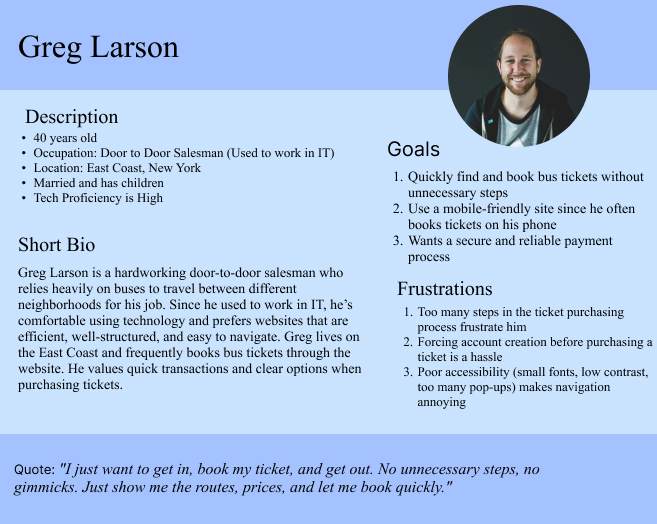 Greg Larson
Description
• 40 years old
• Occupation: Door to Door Salesman (Used to work in IT)
• Location: East Coast, New York
• Married and has children
• Tech Proficiency is High
Short Bio
Greg Larson is a hardworking door-to-door salesman who
relies heavily on buses to travel between different
neighborhoods for his job. Since he used to work in IT, he's
comfortable using technology and prefers websites that are
efficient, well-structured, and easy to navigate. Greg lives on
the East Coast and frequently books bus tickets through the
website. He values quick transactions and clear options when
purchasing tickets.
Goals
1. Quickly find and book bus tickets without
unnecessary steps
2. Use a mobile-friendly site since he often
books tickets on his phone
3. Wants a secure and reliable payment
process
Frustrations
1. Too many steps in the ticket purchasing
process frustrate him
2. Forcing account creation before purchasing a
ticket is a hassle
3. Poor accessibility (small fonts, low contrast,
too many pop-ups) makes navigation
annoying
Quote: "I just want to get in, book my ticket, and get out. No unnecessary steps, no
gimmicks. Just show me the routes, prices, and let me book quickly."